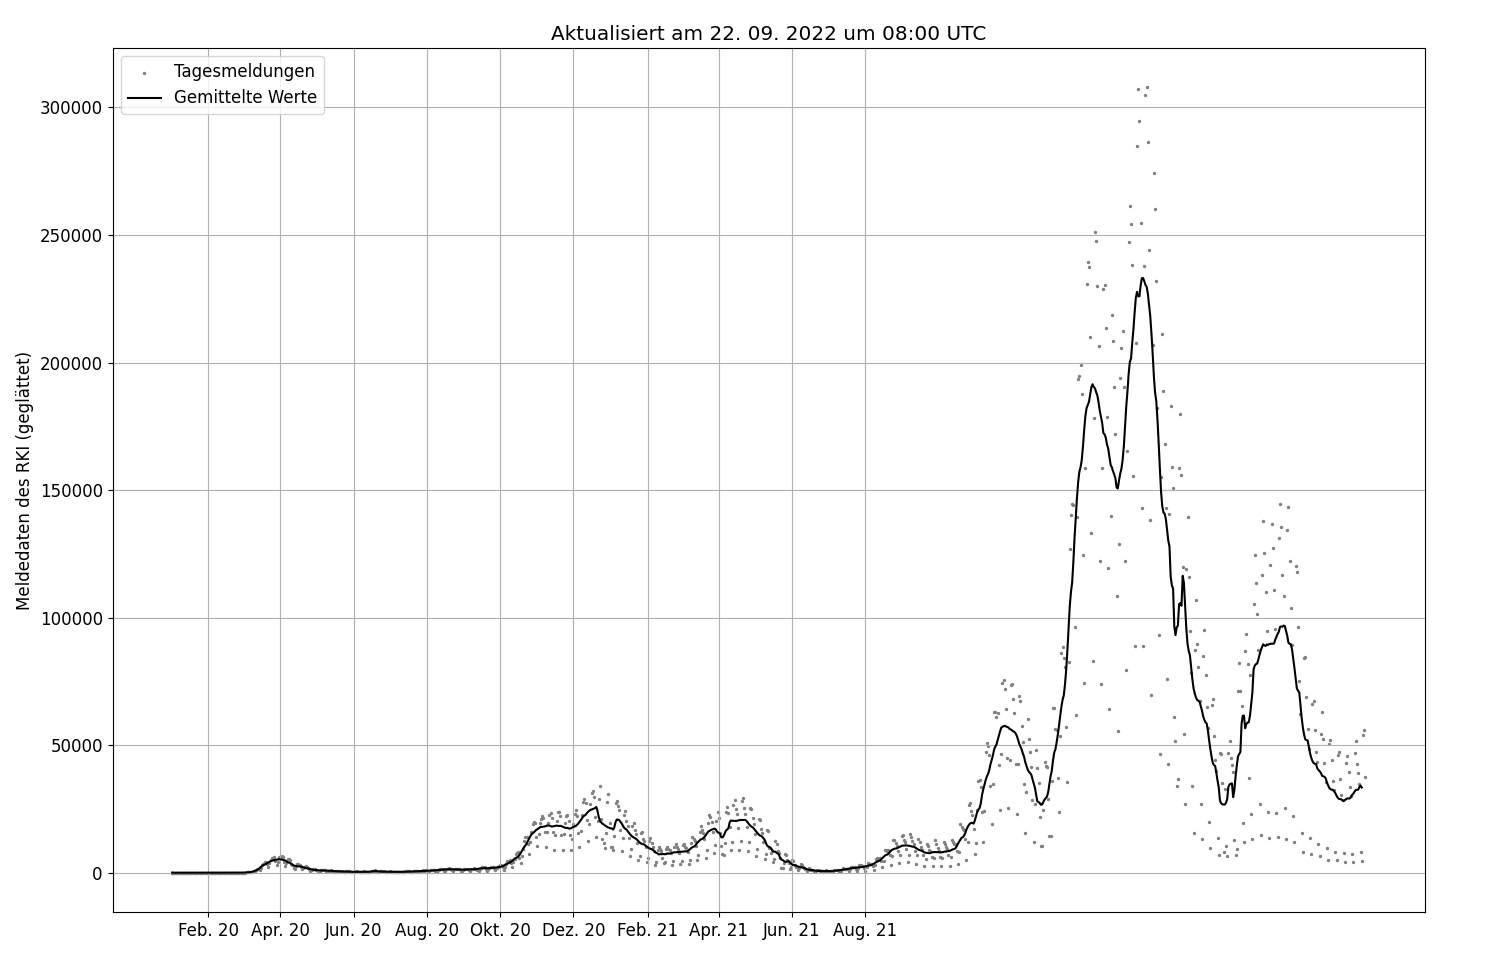 Aktualisiert am 22. 09. 2022 um 08:00 UTC
Tagesmeldungen
Gemittelte Werte
Meldedaten des RKI (geglättet)
300000
250000
200000
150000
100000
50000
0
Feb. 20 Apr. 20 Jun. 20 Aug. 20 Okt. 20 Dez. 20 Feb. 21 Apr. 21 Jun. 21 Aug. 21